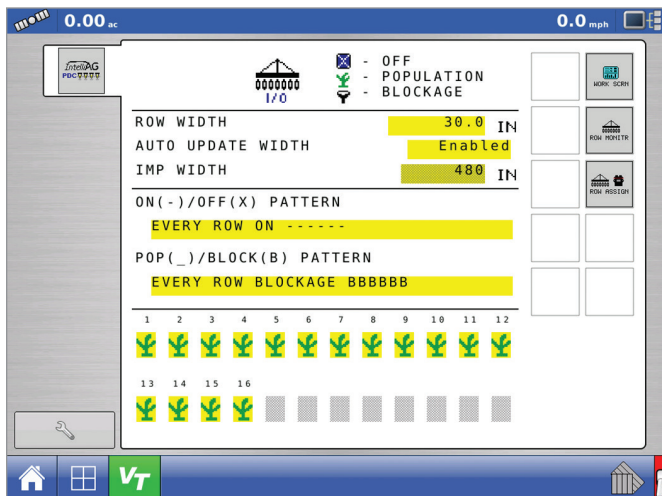 0.00 ac
0.0 mph
IntelliAG
PDC
I/O
- OFF
- POPULATION
- BLOCKAGE
WORK SCRN
ROW MONITR
ROW ASSIGN
ROW WIDTH 30.0 IN
AUTO UPDATE WIDTH Enabled
IMP WIDTH 480 IN
ON(-)/OFF(X) PATTERN
EVERY ROW ON ------
POP(_)/BLOCK(B) PATTERN
EVERY ROW BLOCKAGE BBBBBB
1 2 3 4 5 6 7 8 9 10 11 12
13 14 15 16
VT